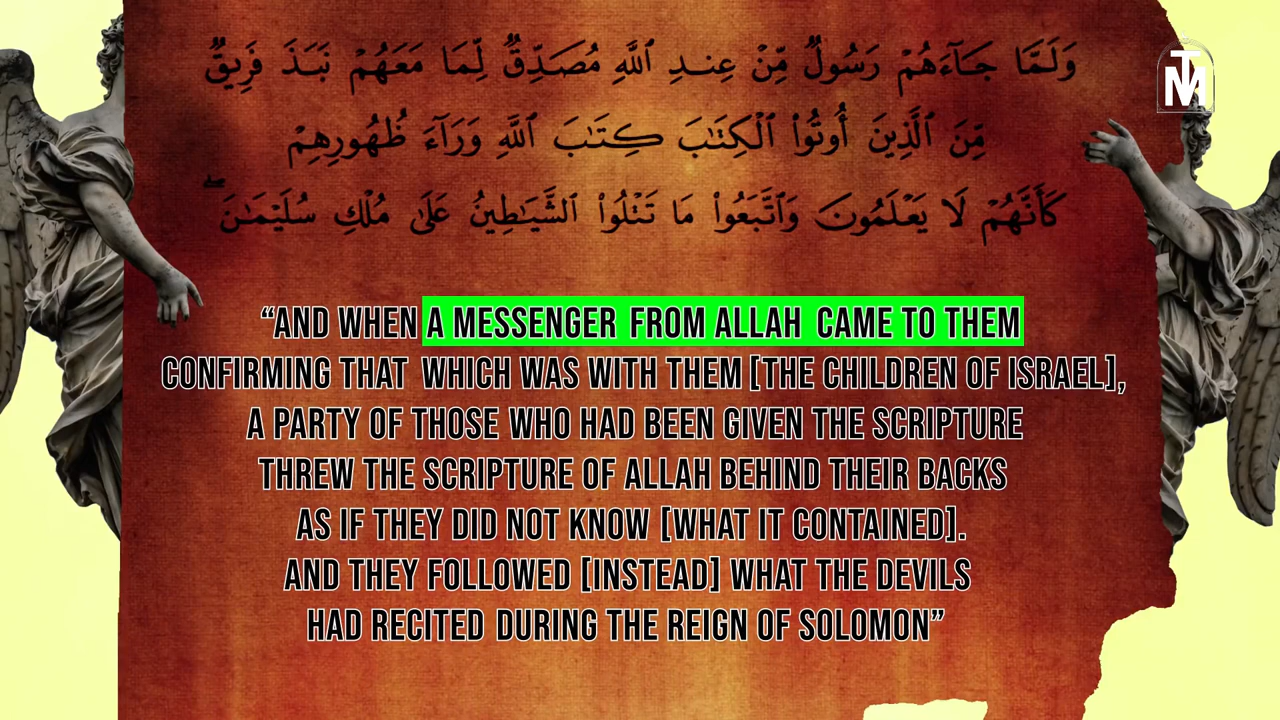 وَلَمَّا جَآءَهُمْ رَسُولٌ مِّنْ عِندِ ٱللَّهِ مُصَدِّقٌ لِّمَا مَعَهُمْ نَبَذَ فَرِيقٌ
مِّنَ ٱلَّذِينَ أُوتُوا۟ ٱلْكِتَٰبَ كِتَٰبَ ٱللَّهِ وَرَآءَ ظُهُورِهِمْ
كَأَنَّهُمْ لَا يَعْلَمُونَ وَٱتَّبَعُوا۟ مَا تَتْلُوا۟ ٱلشَّيَٰطِينُ عَلَىٰ مُلْكِ سُلَيْمَٰنَ ۖ
TM
“AND WHEN A MESSENGER FROM ALLAH CAME TO THEM
CONFIRMING THAT WHICH WAS WITH THEM [THE CHILDREN OF ISRAEL],
A PARTY OF THOSE WHO HAD BEEN GIVEN THE SCRIPTURE
THREW THE SCRIPTURE OF ALLAH BEHIND THEIR BACKS
AS IF THEY DID NOT KNOW [WHAT IT CONTAINED].
AND THEY FOLLOWED [INSTEAD] WHAT THE DEVILS
HAD RECITED DURING THE REIGN OF SOLOMON”